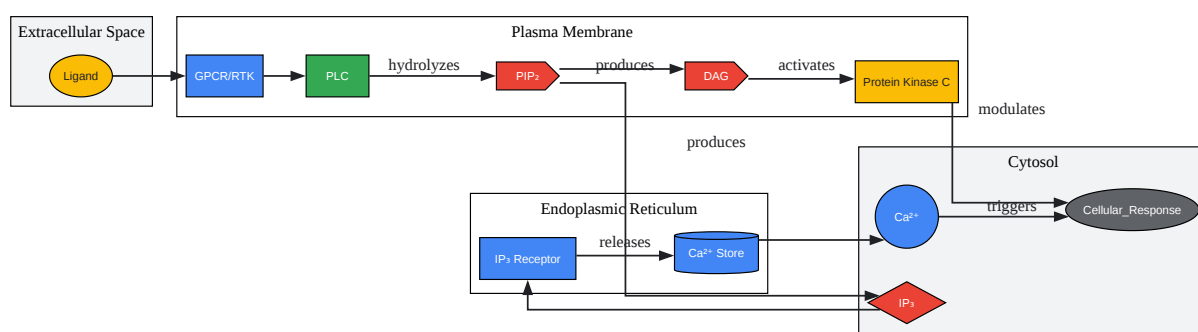 Extracellular Space
Plasma Membrane
Ligand
GPCR/RTK
PLC
hydrolyzes
PIP₂
produces
DAG
activates
Protein Kinase C
modulates
produces
Cytosol
Endoplasmic Reticulum
Ca²⁺
triggers
Cellular_Response
IP₃ Receptor
releases
Ca²⁺ Store
IP₃